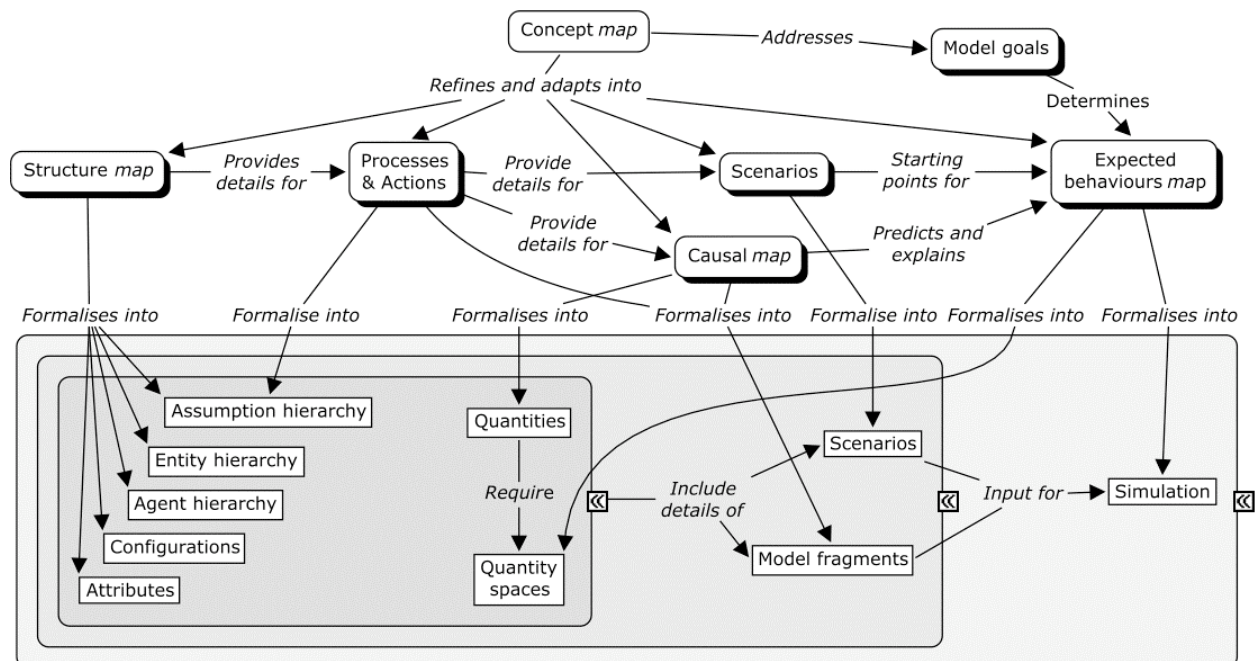 Concept map
Addresses
Model goals
Refines and adapts into
Determines
Structure map
Provides
details for
Processes
& Actions
Provide
details for
Scenarios
Starting
points for
Expected
behaviours map
Provide
details for
Causal map
Predicts and
explains
Formalises into
Formalise into
Formalises into
Formalises into
Formalise into
Formalises into
Formalises into
Assumption hierarchy
Quantities
Scenarios
Entity hierarchy
Agent hierarchy
Require
Include
details of
Input for
Simulation
Configurations
Model fragments
Attributes
Quantity
spaces